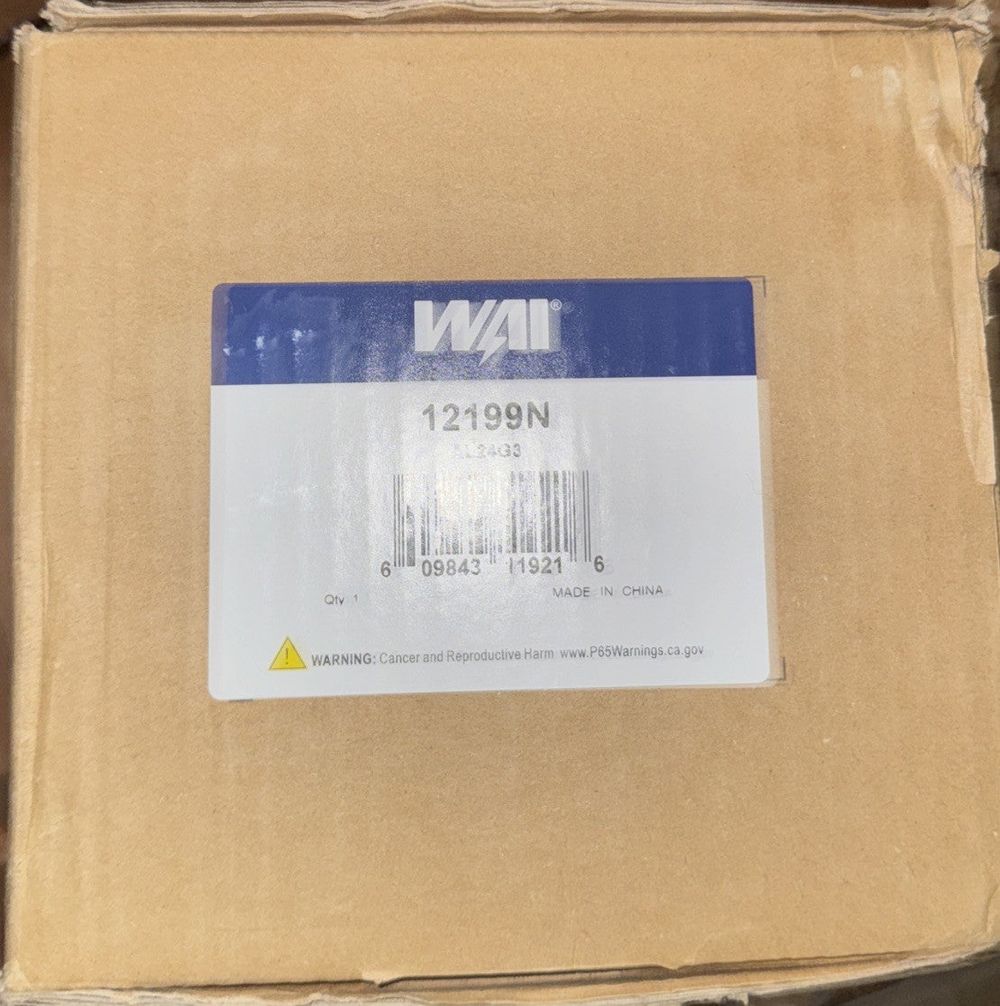 WAI®
12199N
6 09843 11921 6
Qty 1
MADE IN CHINA
WARNING: Cancer and Reproductive Harm www.P65Warnings.ca.gov